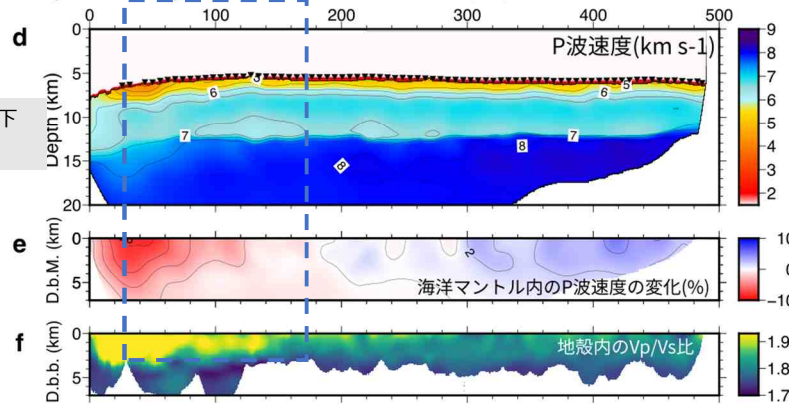 0 100 200 300 400 500
d
0 5 10 15 20
Depth (km)
P波速度(km s-1)
5 5
6 6
7 7
8 8
9 8 7 6 5 4 3 2
下
e
0 5
D.b.M. (km)
2
海洋マントル内のP波速度の変化(%)
10 0 −10
f
0 5
D.b.b. (km)
地殻内のVp/Vs比
1.9 1.8 1.7